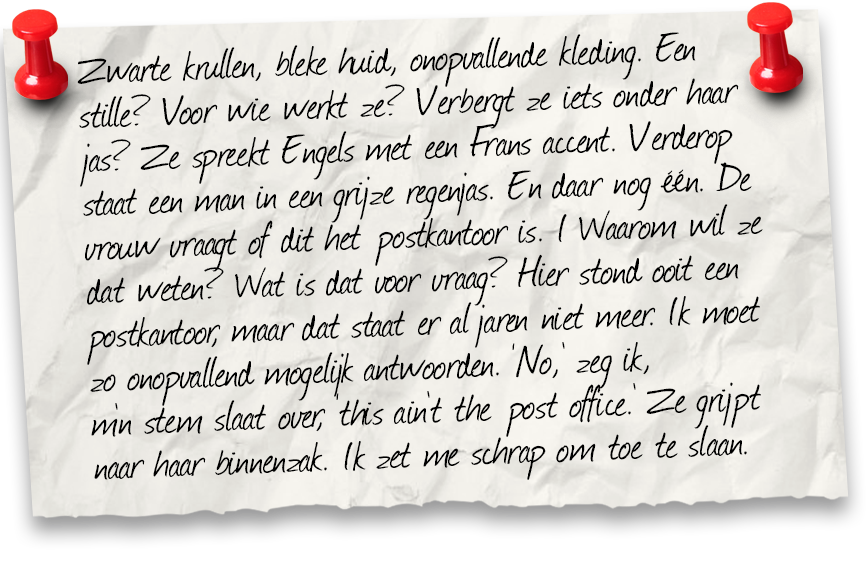 Zwarte krullen, bleke huid, onopvallende kleding. Een
stille? Voor wie werkt ze? Verbergt ze iets onder haar
jas? Ze spreekt Engels met een Frans accent. Verderop
staat een man in een grijze regenjas. En daar nog één. De
vrouw vraagt of dit het postkantoor is. | Waarom wil ze
dat weten? Wat is dat voor vraag? Hier stond ooit een
postkantoor, maar dat staat er al jaren niet meer. Ik moet
zo onopvallend mogelijk antwoorden. 'No,' zeg ik,
m'n stem slaat over, 'this ain't the post office.' Ze grijpt
naar haar binnenzak. Ik zet me schrap om toe te slaan.